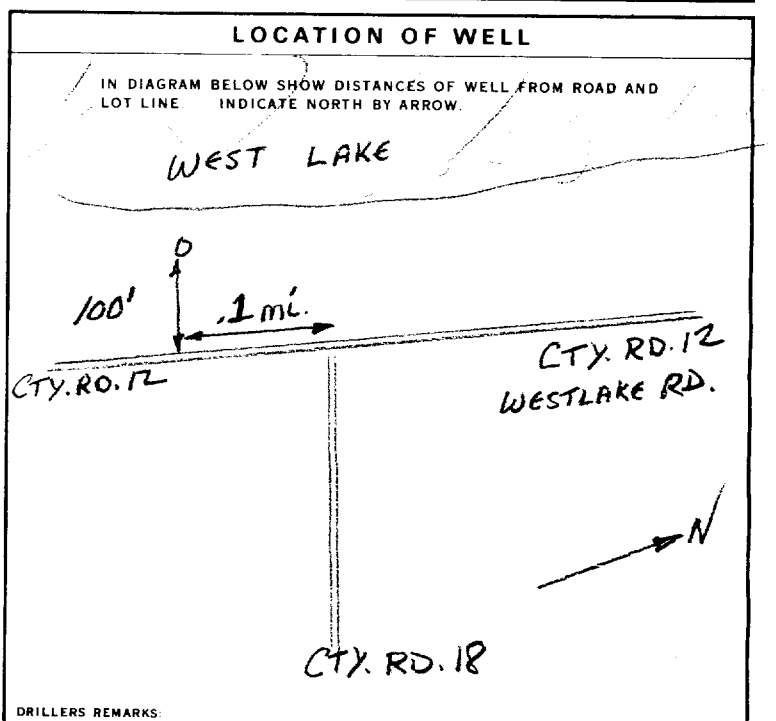 LOCATION OF WELL
IN DIAGRAM BELOW SHOW DISTANCES OF WELL FROM ROAD AND
LOT LINE. INDICATE NORTH BY ARROW.
WEST LAKE
100'
.1 mi.
CTY. RD. 12
CTY. RD. 12
WESTLAKE RD.
N
CTY. RD. 18
DRILLERS REMARKS: